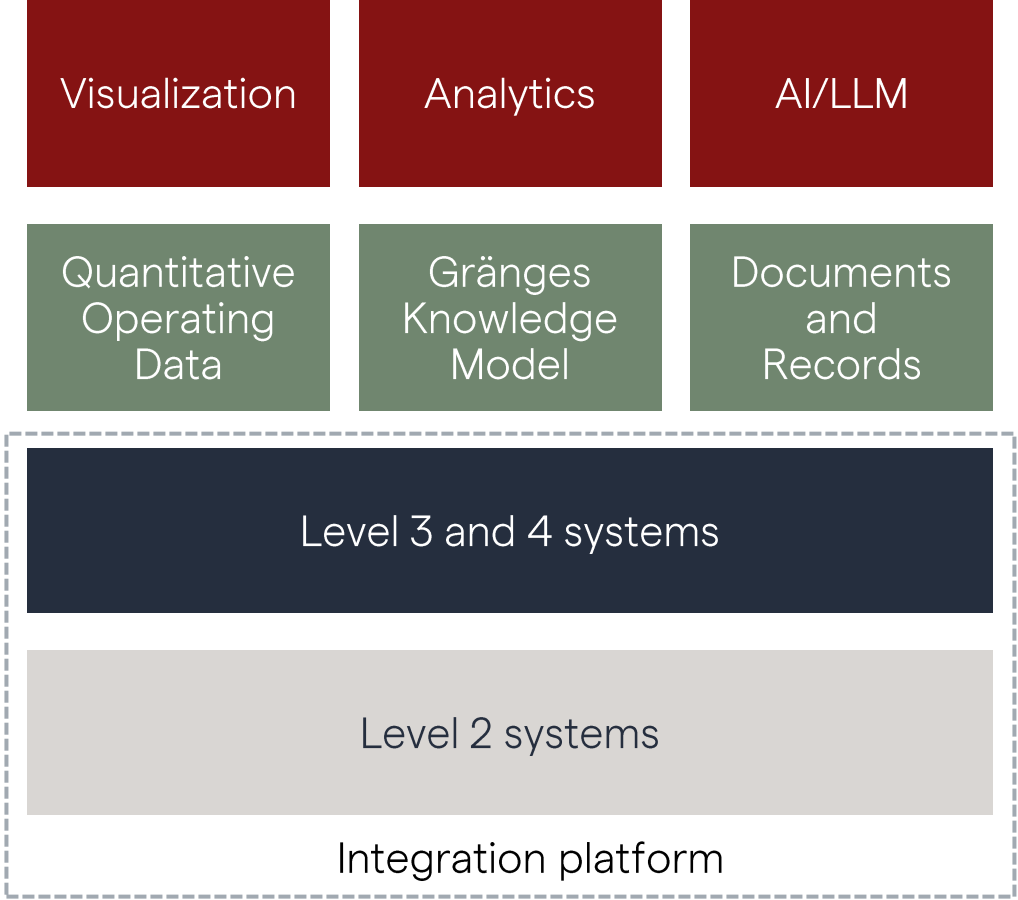 Visualization
Analytics
AI/LLM
Quantitative
Operating
Data
Gränges
Knowledge
Model
Documents
and
Records
Level 3 and 4 systems
Level 2 systems
Integration platform